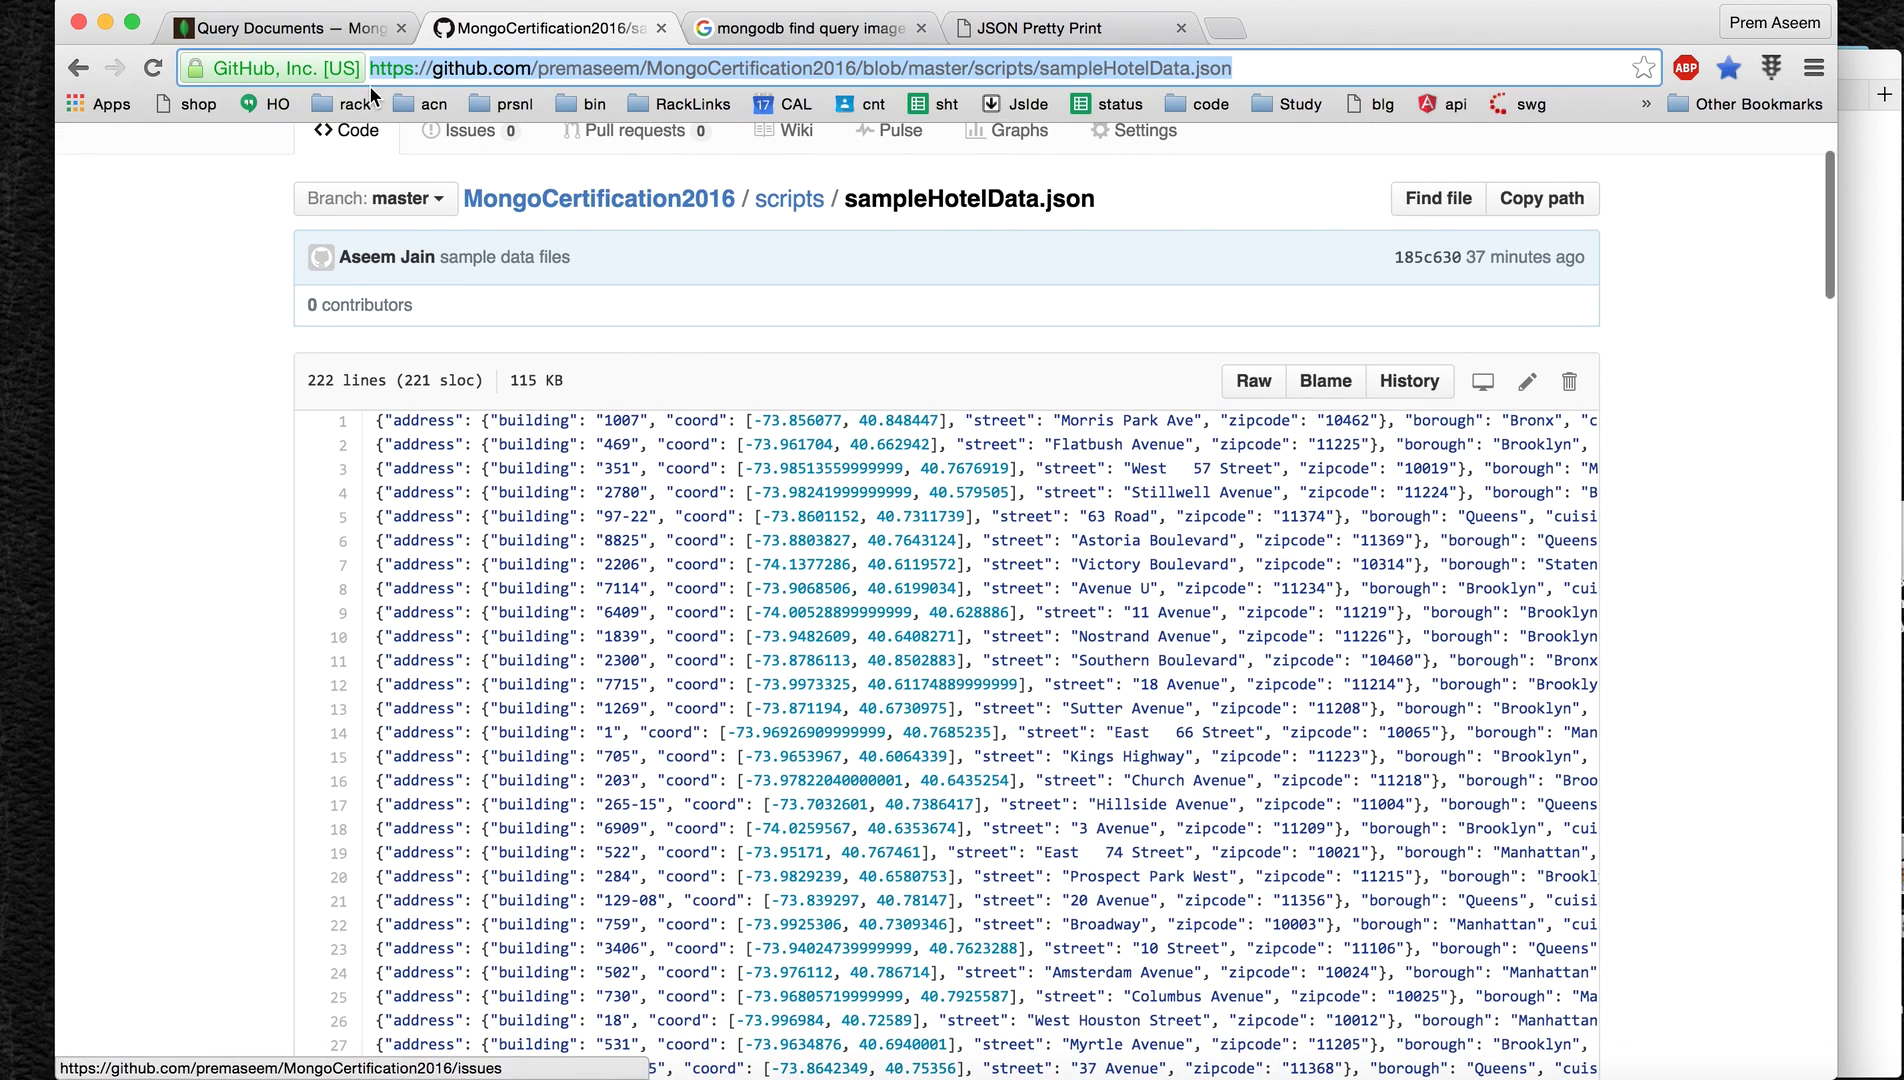 Query Documents — Mong
MongoCertification2016/sa
mongodb find query image
JSON Pretty Print
Prem Aseem
GitHub, Inc. [US] https://github.com/premaseem/MongoCertification2016/blob/master/scripts/sampleHotelData.json
ABP
Apps shop HO rack acn prsnl bin RackLinks 17 CAL cnt sht Jslde status code Study blg api swg » Other Bookmarks
<> Code Issues 0 Pull requests 0 Wiki Pulse Graphs Settings
Branch: master MongoCertification2016 / scripts / sampleHotelData.json Find file Copy path
Aseem Jain sample data files 185c630 37 minutes ago
0 contributors
222 lines (221 sloc) 115 KB Raw Blame History
1 {"address": {"building": "1007", "coord": [-73.856077, 40.848447], "street": "Morris Park Ave", "zipcode": "10462"}, "borough": "Bronx", "c
2 {"address": {"building": "469", "coord": [-73.961704, 40.662942], "street": "Flatbush Avenue", "zipcode": "11225"}, "borough": "Brooklyn",
3 {"address": {"building": "351", "coord": [-73.98513559999999, 40.7676919], "street": "West   57 Street", "zipcode": "10019"}, "borough": "M
4 {"address": {"building": "2780", "coord": [-73.98241999999999, 40.579505], "street": "Stillwell Avenue", "zipcode": "11224"}, "borough": "B
5 {"address": {"building": "97-22", "coord": [-73.8601152, 40.7311739], "street": "63 Road", "zipcode": "11374"}, "borough": "Queens", "cuisi
6 {"address": {"building": "8825", "coord": [-73.8803827, 40.7643124], "street": "Astoria Boulevard", "zipcode": "11369"}, "borough": "Queens
7 {"address": {"building": "2206", "coord": [-74.1377286, 40.6119572], "street": "Victory Boulevard", "zipcode": "10314"}, "borough": "Staten
8 {"address": {"building": "7114", "coord": [-73.9068506, 40.6199034], "street": "Avenue U", "zipcode": "11234"}, "borough": "Brooklyn", "cui
9 {"address": {"building": "6409", "coord": [-74.00528899999999, 40.628886], "street": "11 Avenue", "zipcode": "11219"}, "borough": "Brooklyn
10 {"address": {"building": "1839", "coord": [-73.9482609, 40.6408271], "street": "Nostrand Avenue", "zipcode": "11226"}, "borough": "Brooklyn
11 {"address": {"building": "2300", "coord": [-73.8786113, 40.8502883], "street": "Southern Boulevard", "zipcode": "10460"}, "borough": "Bronx
12 {"address": {"building": "7715", "coord": [-73.9973325, 40.61174889999999], "street": "18 Avenue", "zipcode": "11214"}, "borough": "Brookly
13 {"address": {"building": "1269", "coord": [-73.871194, 40.6730975], "street": "Sutter Avenue", "zipcode": "11208"}, "borough": "Brooklyn",
14 {"address": {"building": "1", "coord": [-73.96926909999999, 40.7685235], "street": "East   66 Street", "zipcode": "10065"}, "borough": "Man
15 {"address": {"building": "705", "coord": [-73.9653967, 40.6064339], "street": "Kings Highway", "zipcode": "11223"}, "borough": "Brooklyn",
16 {"address": {"building": "203", "coord": [-73.97822040000001, 40.6435254], "street": "Church Avenue", "zipcode": "11218"}, "borough": "Broo
17 {"address": {"building": "265-15", "coord": [-73.7032601, 40.7386417], "street": "Hillside Avenue", "zipcode": "11004"}, "borough": "Queens
18 {"address": {"building": "6909", "coord": [-74.0259567, 40.6353674], "street": "3 Avenue", "zipcode": "11209"}, "borough": "Brooklyn", "cui
19 {"address": {"building": "522", "coord": [-73.95171, 40.767461], "street": "East   74 Street", "zipcode": "10021"}, "borough": "Manhattan",
20 {"address": {"building": "284", "coord": [-73.9829239, 40.6580753], "street": "Prospect Park West", "zipcode": "11215"}, "borough": "Brookl
21 {"address": {"building": "129-08", "coord": [-73.839297, 40.78147], "street": "20 Avenue", "zipcode": "11356"}, "borough": "Queens", "cuisi
22 {"address": {"building": "759", "coord": [-73.9925306, 40.7309346], "street": "Broadway", "zipcode": "10003"}, "borough": "Manhattan", "cui
23 {"address": {"building": "3406", "coord": [-73.94024739999999, 40.7623288], "street": "10 Street", "zipcode": "11106"}, "borough": "Queens"
24 {"address": {"building": "502", "coord": [-73.976112, 40.786714], "street": "Amsterdam Avenue", "zipcode": "10024"}, "borough": "Manhattan"
25 {"address": {"building": "730", "coord": [-73.96805719999999, 40.7925587], "street": "Columbus Avenue", "zipcode": "10025"}, "borough": "Ma
26 {"address": {"building": "18", "coord": [-73.996984, 40.72589], "street": "West Houston Street", "zipcode": "10012"}, "borough": "Manhattan
27 {"address": {"building": "531", "coord": [-73.9634876, 40.6940001], "street": "Myrtle Avenue", "zipcode": "11205"}, "borough": "Brooklyn",
https://github.com/premaseem/MongoCertification2016/issues 5", "coord": [-73.8642349, 40.75356], "street": "37 Avenue", "zipcode": "11368"}, "borough": "Queens", "cuis